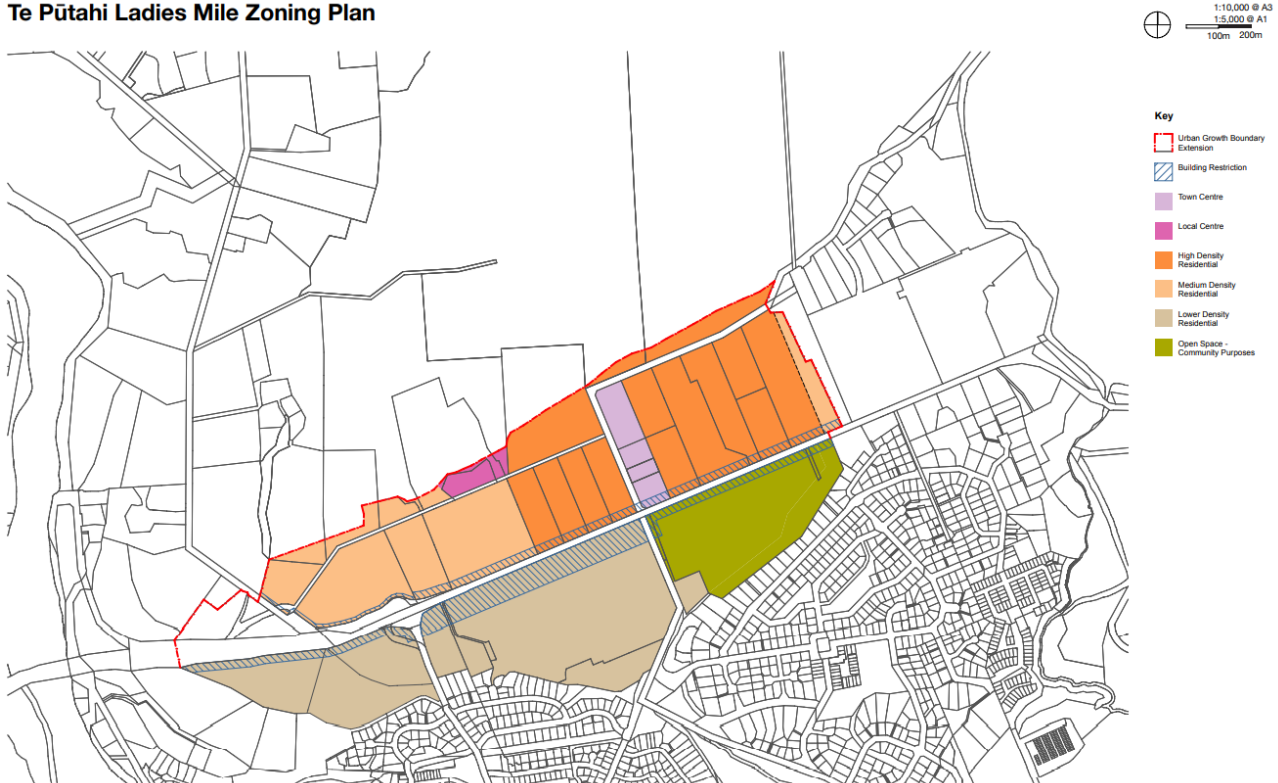 Te Pūtahi Ladies Mile Zoning Plan
1:10,000 @ A3
1:5,000 @ A1
100m 200m
Key
Urban Growth Boundary
Extension
Building Restriction
Town Centre
Local Centre
High Density
Residential
Medium Density
Residential
Lower Density
Residential
Open Space -
Community Purposes